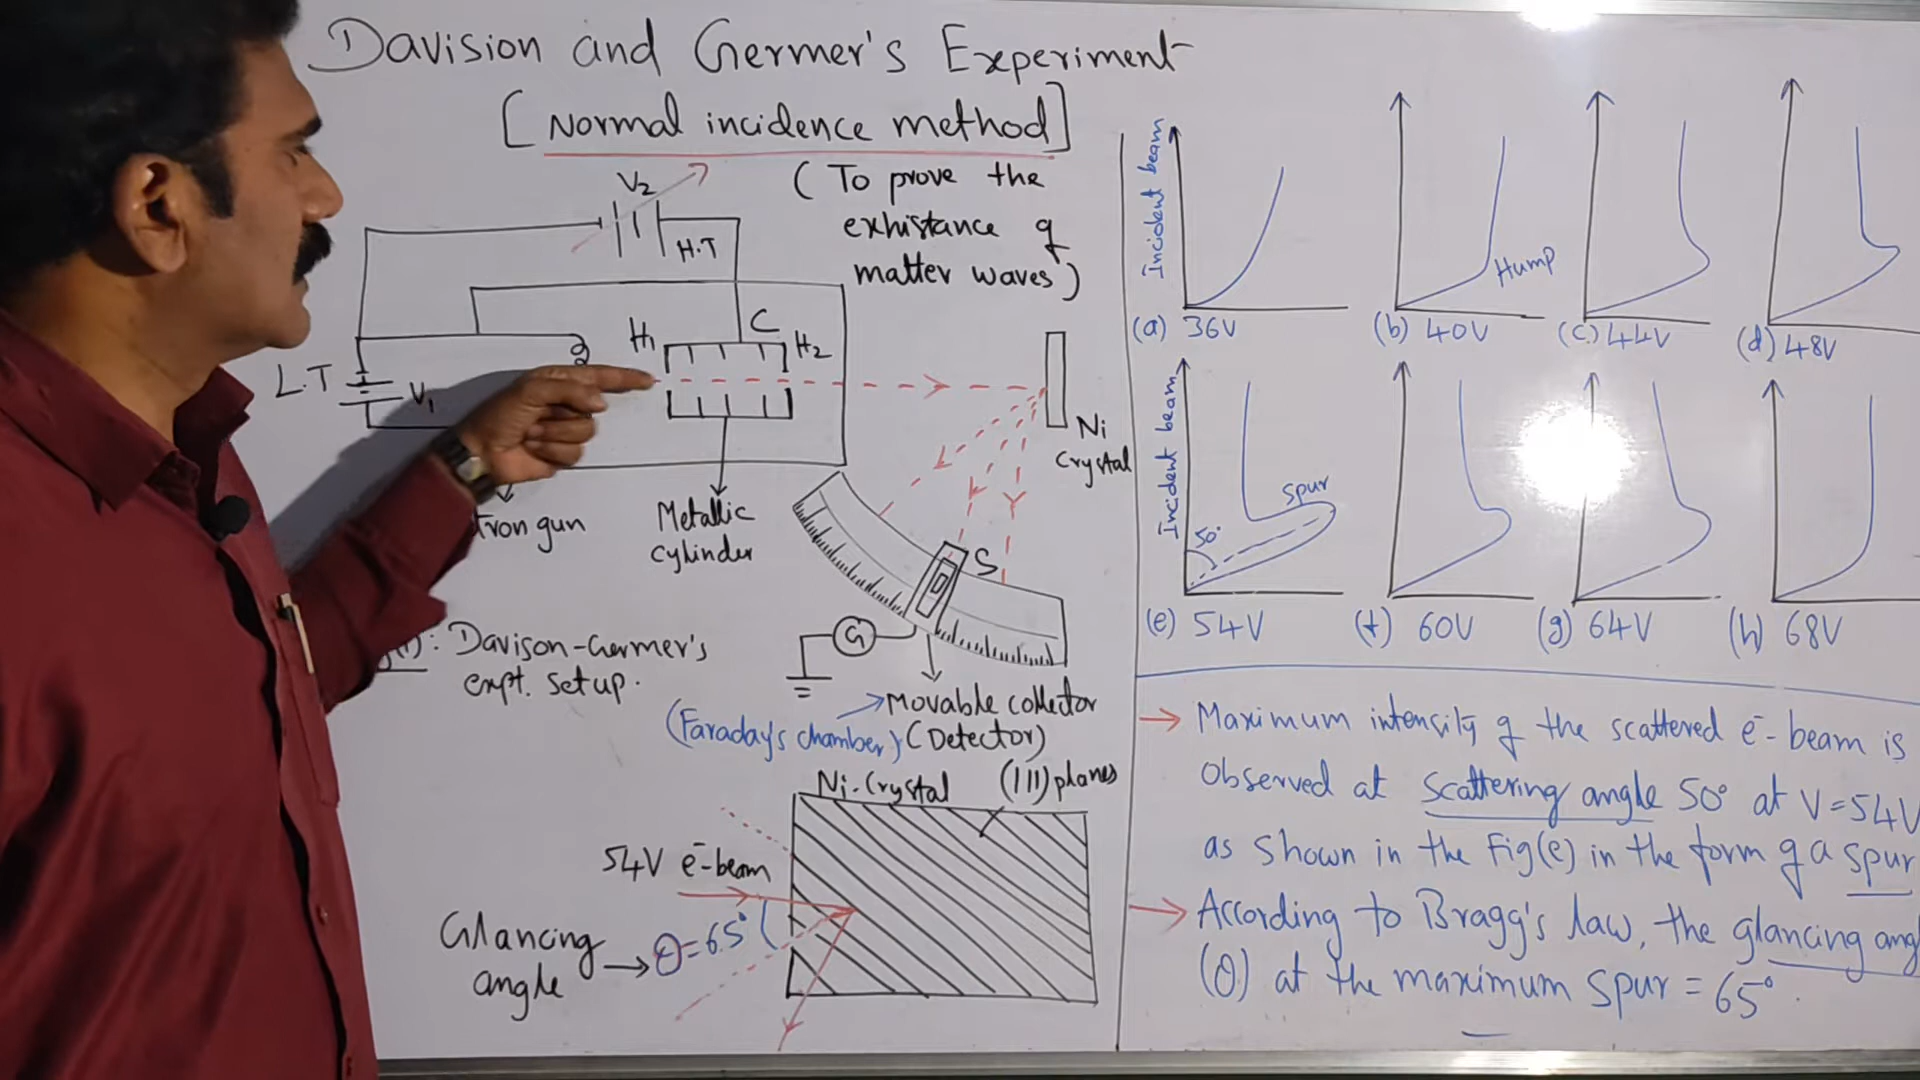 Davision and Germer's Experiment
[Normal incidence method]
(To prove the
exhistance of
matter waves)
V2
H.T
H1
C
H2
L.T
V1
Ni
crystal
tron gun
Metallic
cylinder
S
G
: Davison-Germer's
expt. setup.
Movable collector
(Faraday's chamber) (Detector)
Ni-crystal
(111) planes
54V e-beam
Glancing
angle → θ=65°
Incident beam
(a) 36V
Hump
(b) 40V
(c) 44V
(d) 48V
Incident beam
50°
spur
(e) 54V
(f) 60V
(g) 64V
(h) 68V
→ Maximum intensity of the scattered e-beam is
observed at scattering angle 50° at V=54V
as shown in the Fig(e) in the form of a spur
→ According to Bragg's law, the glancing ang
(θ) at the maximum spur = 65°.